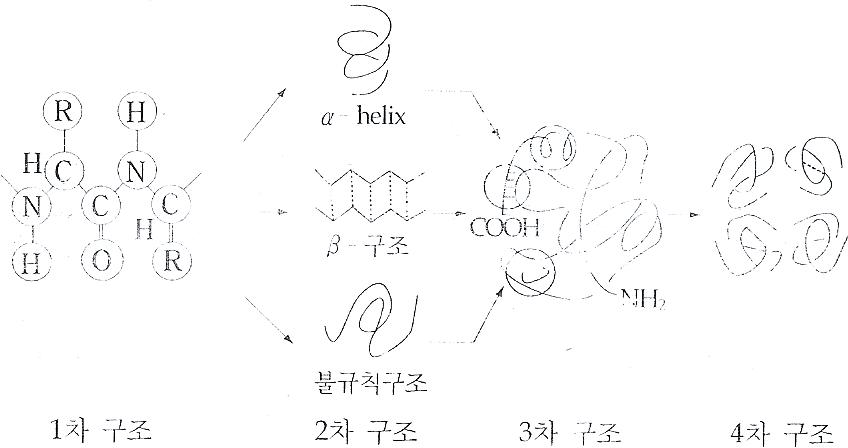 R H
H C N
N C C
H
H O R
α - helix
β - 구조
불규칙구조
COOH
NH₂
1차 구조 2차 구조 3차 구조 4차 구조